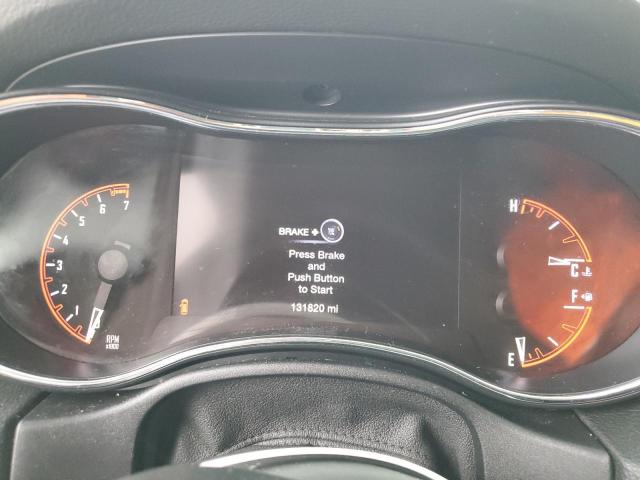 1
2
3
4
5
6
7
RPM
x1000
BRAKE +
Press Brake
and
Push Button
to Start
131820 mi
H
C
F
E